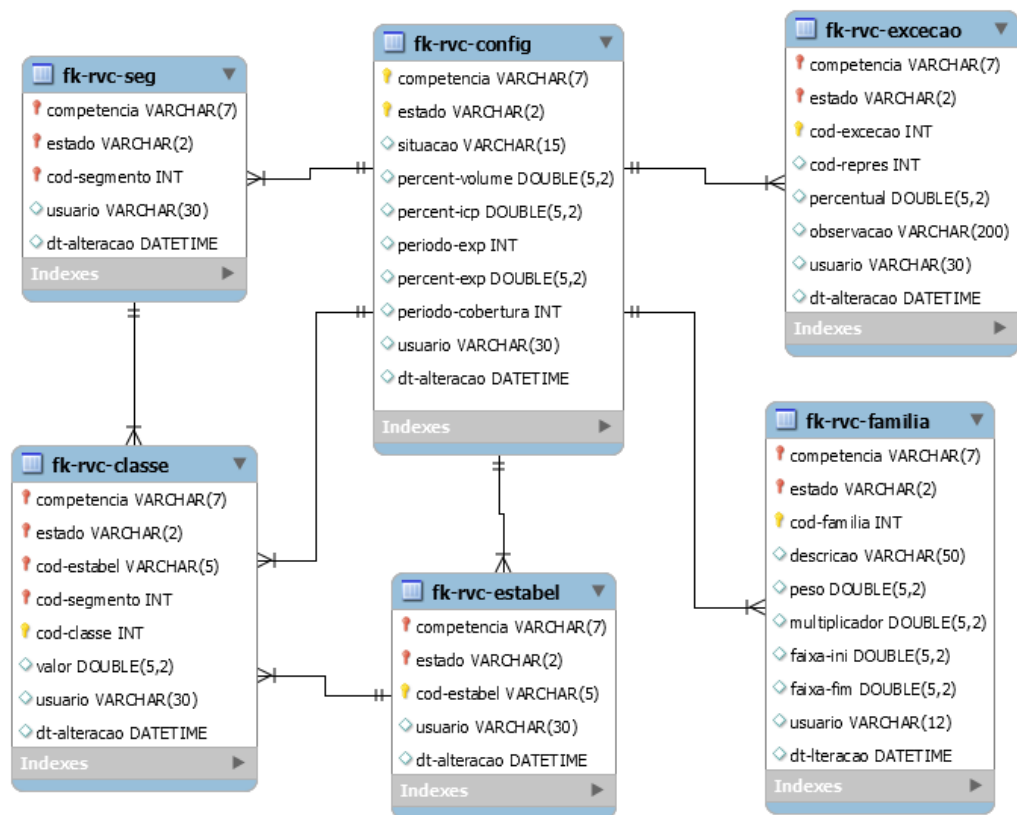 fk-rvc-seg
competencia VARCHAR(7)
estado VARCHAR(2)
cod-segmento INT
usuario VARCHAR(30)
dt-alteracao DATETIME
Indexes
fk-rvc-config
competencia VARCHAR(7)
estado VARCHAR(2)
situacao VARCHAR(15)
percent-volume DOUBLE(5,2)
percent-icp DOUBLE(5,2)
periodo-exp INT
percent-exp DOUBLE(5,2)
periodo-cobertura INT
usuario VARCHAR(30)
dt-alteracao DATETIME
Indexes
fk-rvc-excecao
competencia VARCHAR(7)
estado VARCHAR(2)
cod-excecao INT
cod-repres INT
percentual DOUBLE(5,2)
observacao VARCHAR(200)
usuario VARCHAR(30)
dt-alteracao DATETIME
Indexes
fk-rvc-classe
competencia VARCHAR(7)
estado VARCHAR(2)
cod-estabel VARCHAR(5)
cod-segmento INT
cod-classe INT
valor DOUBLE(5,2)
usuario VARCHAR(30)
dt-alteracao DATETIME
Indexes
fk-rvc-estabel
competencia VARCHAR(7)
estado VARCHAR(2)
cod-estabel VARCHAR(5)
usuario VARCHAR(30)
dt-alteracao DATETIME
Indexes
fk-rvc-familia
competencia VARCHAR(7)
estado VARCHAR(2)
cod-familia INT
descricao VARCHAR(50)
peso DOUBLE(5,2)
multiplicador DOUBLE(5,2)
faixa-ini DOUBLE(5,2)
faixa-fim DOUBLE(5,2)
usuario VARCHAR(12)
dt-lteracao DATETIME
Indexes